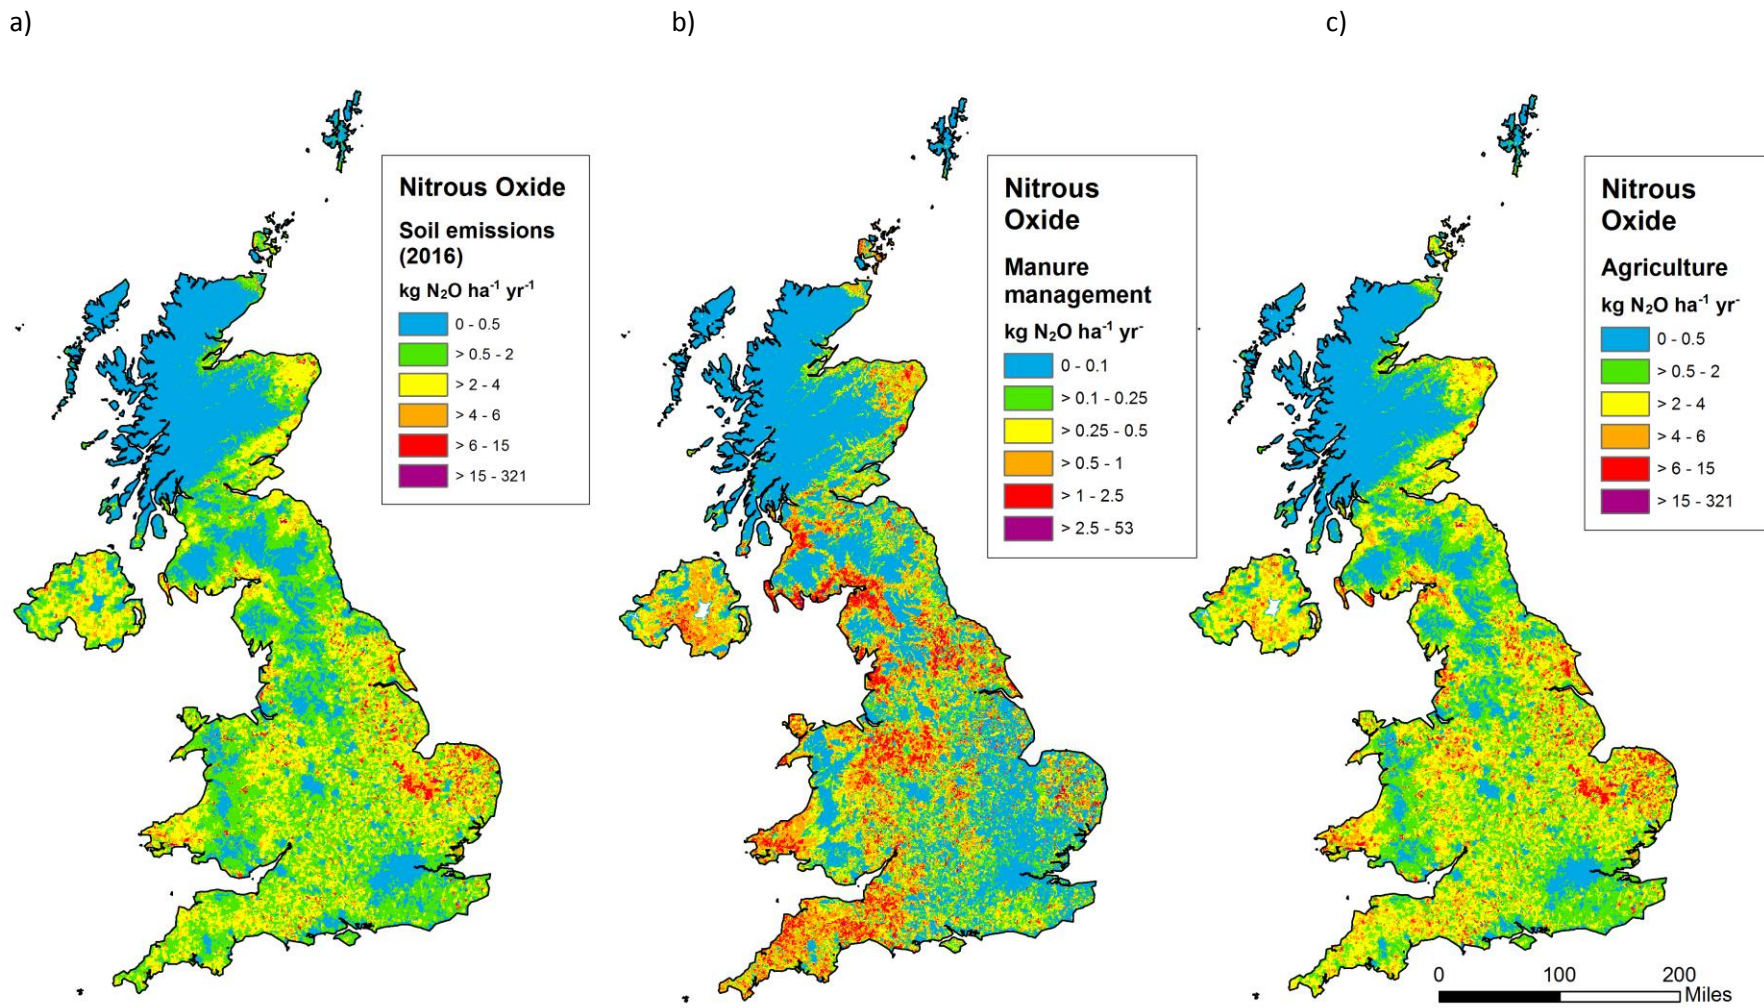 a)
b)
c)
Nitrous Oxide
Soil emissions
(2016)
kg N₂O ha⁻¹ yr⁻¹
0 - 0.5
> 0.5 - 2
> 2 - 4
> 4 - 6
> 6 - 15
> 15 - 321
Nitrous
Oxide
Manure
management
kg N₂O ha⁻¹ yr⁻
0 - 0.1
> 0.1 - 0.25
> 0.25 - 0.5
> 0.5 - 1
> 1 - 2.5
> 2.5 - 53
Nitrous
Oxide
Agriculture
kg N₂O ha⁻¹ yr⁻
0 - 0.5
> 0.5 - 2
> 2 - 4
> 4 - 6
> 6 - 15
> 15 - 321
0 100 200
Miles